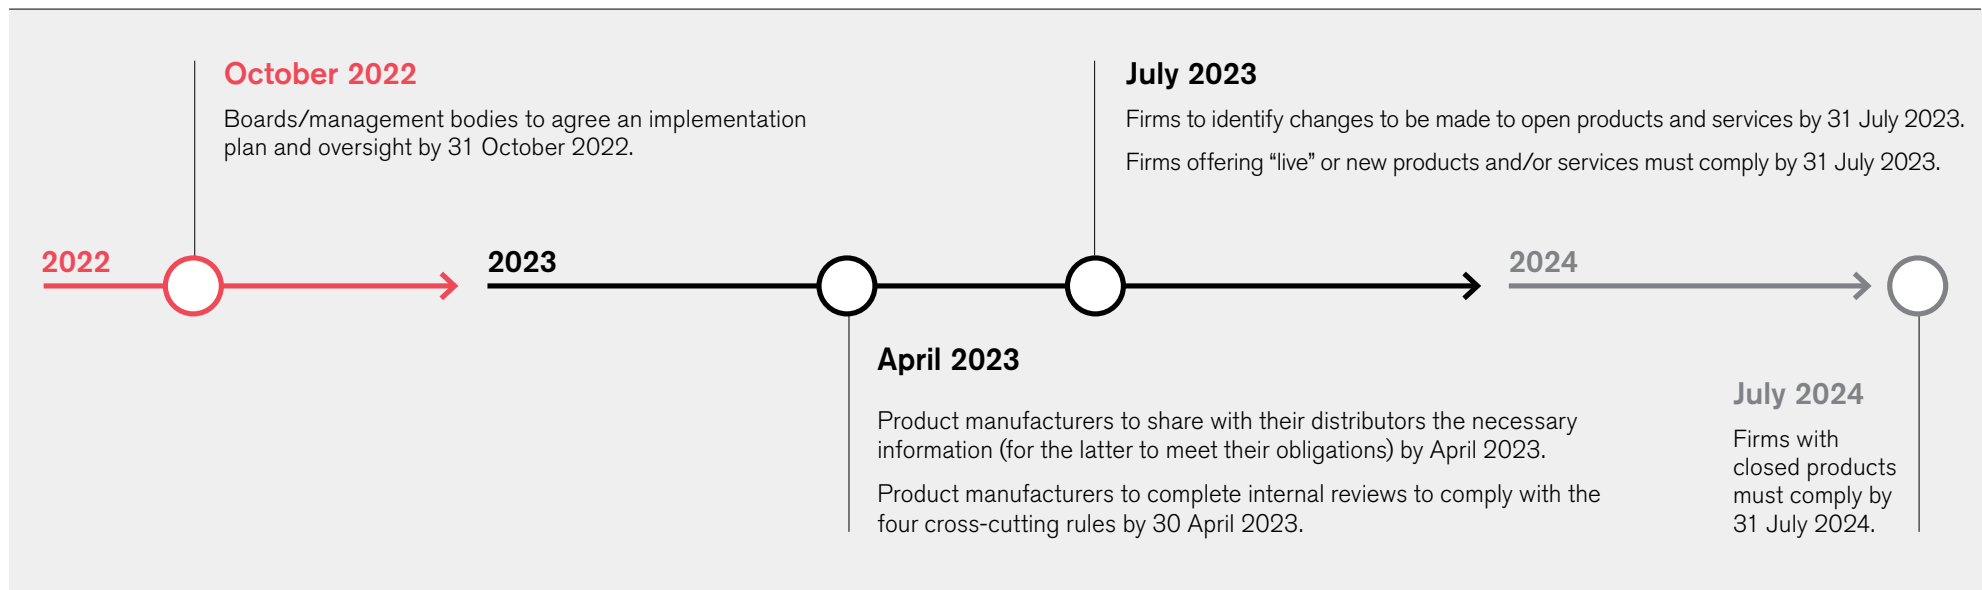 October 2022
Boards/management bodies to agree an implementation
plan and oversight by 31 October 2022.
July 2023
Firms to identify changes to be made to open products and services by 31 July 2023.
Firms offering “live” or new products and/or services must comply by 31 July 2023.
2022
2023
2024
April 2023
Product manufacturers to share with their distributors the necessary
information (for the latter to meet their obligations) by April 2023.
Product manufacturers to complete internal reviews to comply with the
four cross-cutting rules by 30 April 2023.
July 2024
Firms with
closed products
must comply by
31 July 2024.